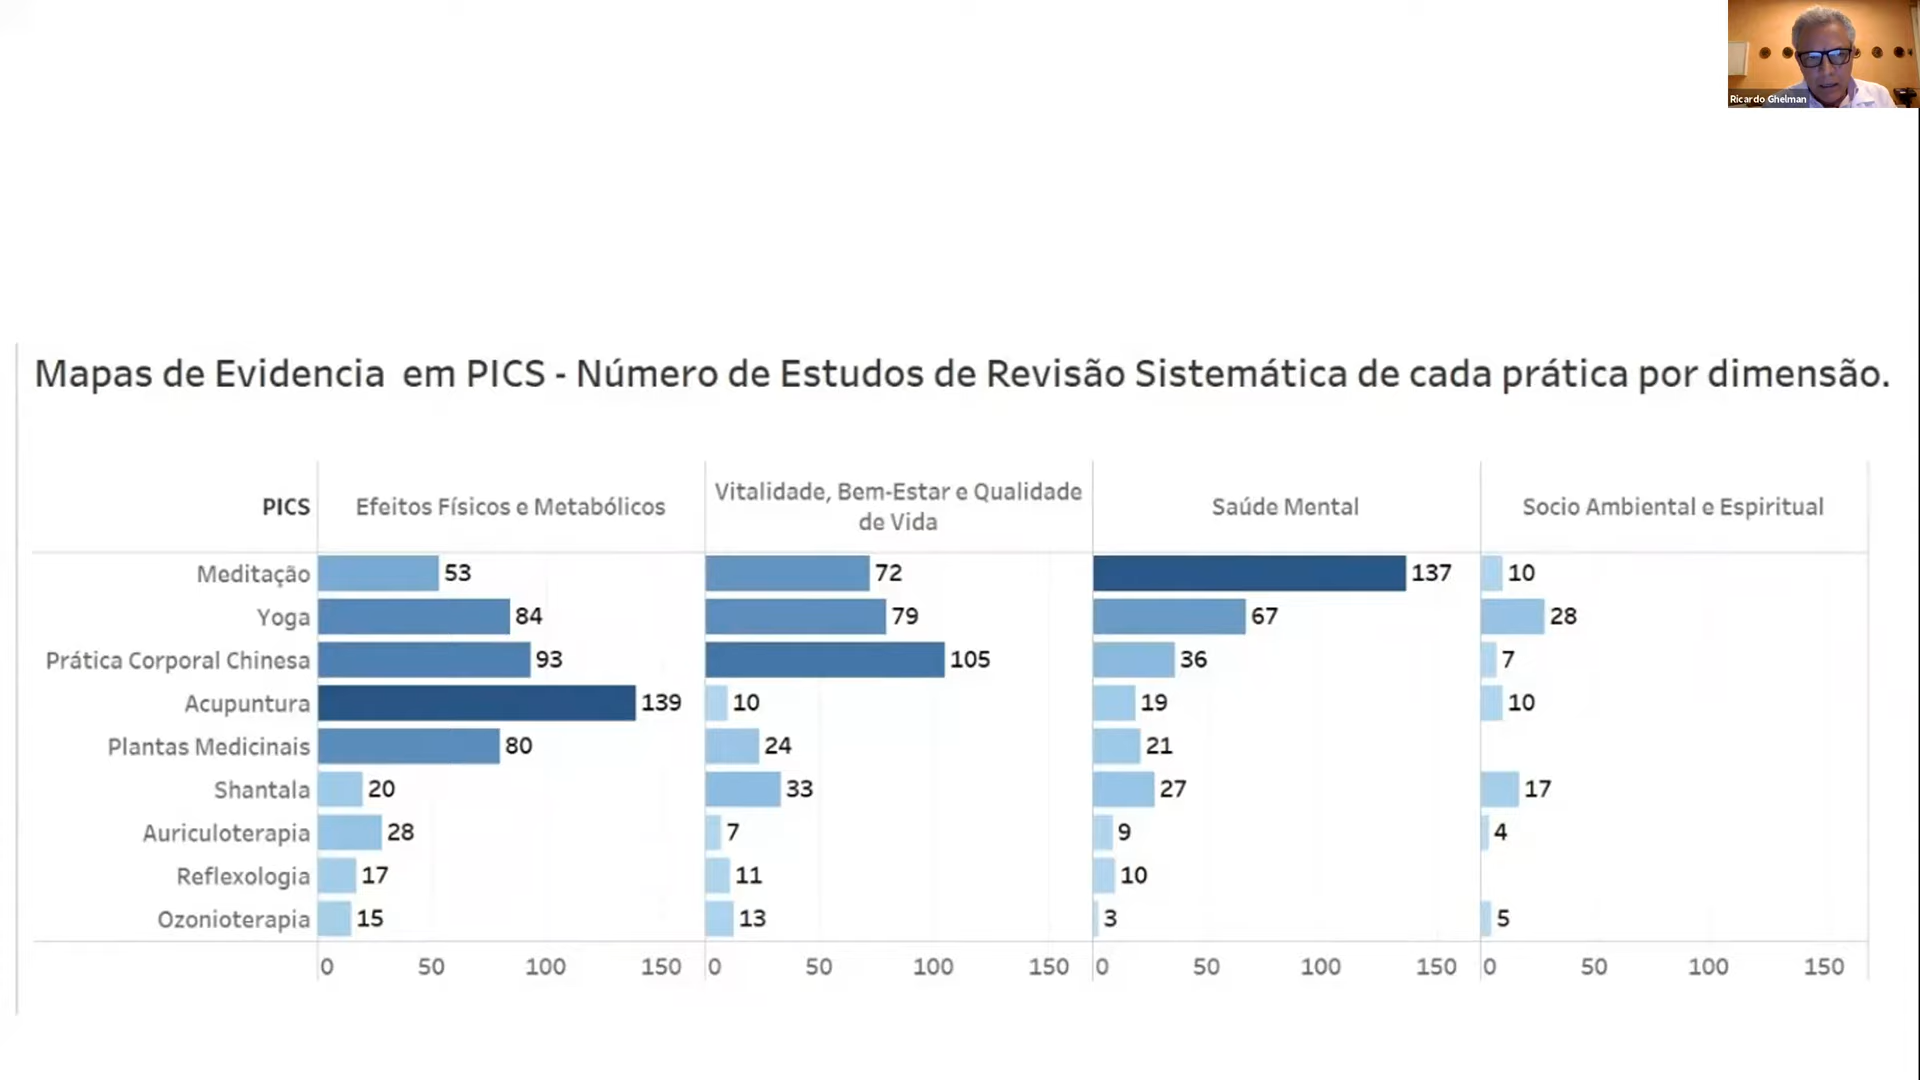 Ricardo Ghelman
Mapas de Evidencia em PICS - Número de Estudos de Revisão Sistemática de cada prática por dimensão.
PICS Efeitos Físicos e Metabólicos Vitalidade, Bem-Estar e Qualidade de Vida Saúde Mental Socio Ambiental e Espiritual
Meditação 53 72 137 10
Yoga 84 79 67 28
Prática Corporal Chinesa 93 105 36 7
Acupuntura 139 10 19 10
Plantas Medicinais 80 24 21
Shantala 20 33 27 17
Auriculoterapia 28 7 9 4
Reflexologia 17 11 10
Ozonioterapia 15 13 3 5
0 50 100 150 0 50 100 150 0 50 100 150 0 50 100 150